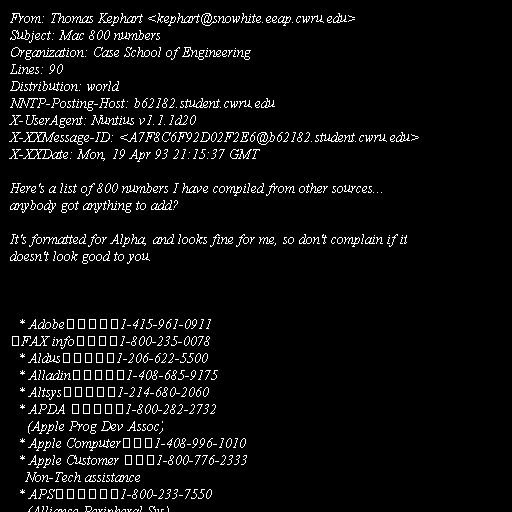 From: Thomas Kephart <kephart@snowhite.eeap.cwru.edu>
Subject: Mac 800 numbers
Organization: Case School of Engineering
Lines: 90
Distribution: world
NNTP-Posting-Host: b62182.student.cwru.edu
X-UserAgent: Nuntius v1.1.1d20
X-XXMessage-ID: <A7F8C6F92D02F2E6@b62182.student.cwru.edu>
X-XXDate: Mon, 19 Apr 93 21:15:37 GMT

Here's a list of 800 numbers I have compiled from other sources...
anybody got anything to add?

It's formatted for Alpha, and looks fine for me, so don't complain if it
doesn't look good to you.

* Adobe□□□□□□1-415-961-0911
□FAX info□□□□□1-800-235-0078
* Aldus□□□□□□1-206-622-5500
* Alladin□□□□□□1-408-685-9175
* Altsys□□□□□□1-214-680-2060
* APDA □□□□□□1-800-282-2732
(Apple Prog Dev Assoc)
* Apple Computer□□□1-408-996-1010
* Apple Customer □□□1-800-776-2333
Non-Tech assistance
* APS□□□□□□□1-800-233-7550
(Alliance Peripheral Sys)